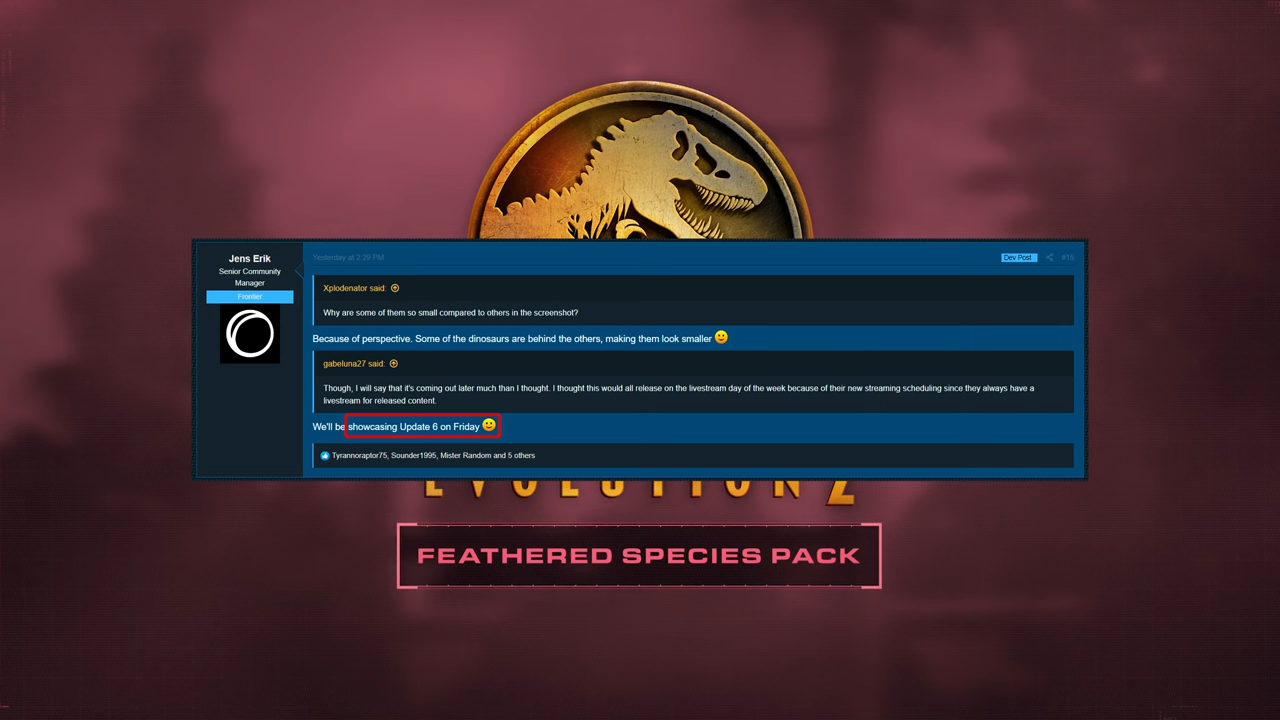 Jens Erik
Senior Community
Manager
Frontier
Yesterday at 2:29 PM
Dev Post
#15
Xplodenator said:
Why are some of them so small compared to others in the screenshot?
Because of perspective. Some of the dinosaurs are behind the others, making them look smaller
gabeluna27 said:
Though, I will say that it's coming out later much than I thought. I thought this would all release on the livestream day of the week because of their new streaming scheduling since they always have a
livestream for released content.
We'll be showcasing Update 6 on Friday
Tyrannoraptor75, Sounder1995, Mister Random and 5 others
EVOLUTION 2
FEATHERED SPECIES PACK